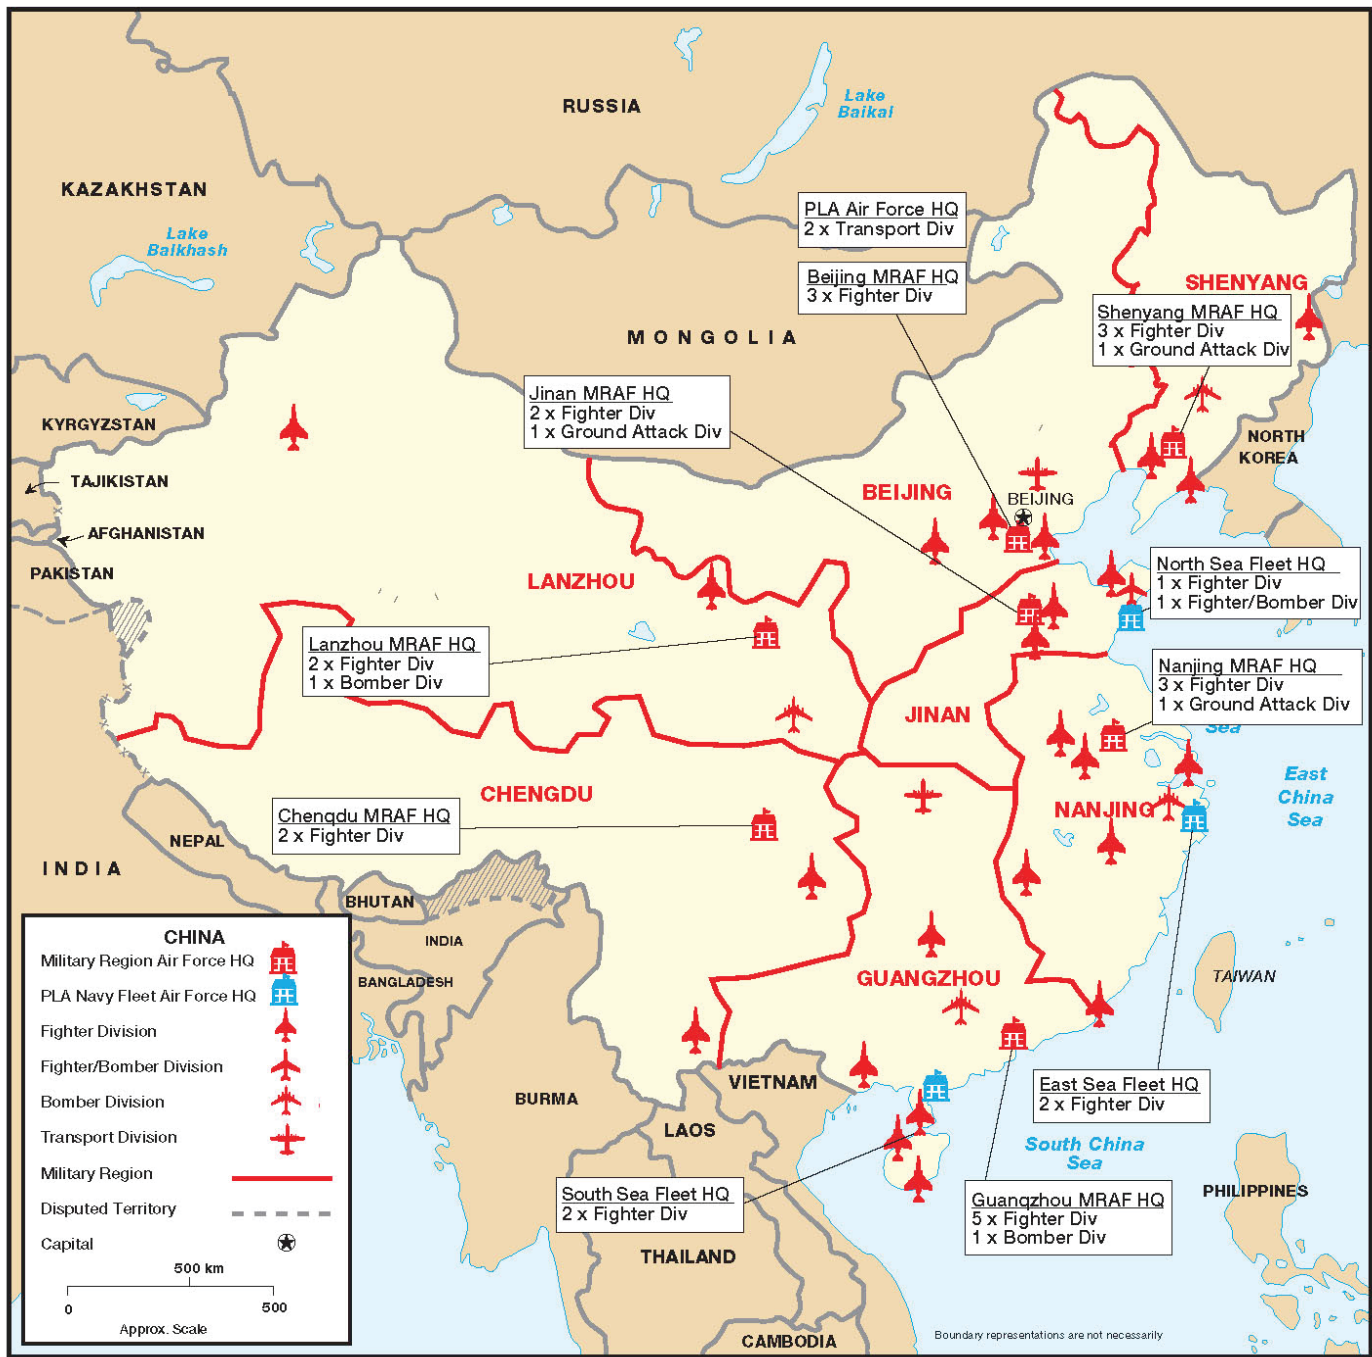 RUSSIA
Lake
Baikal
KAZAKHSTAN
Lake
Balkhash
PLA Air Force HQ
2 x Transport Div
Beijing MRAF HQ
3 x Fighter Div
SHENYANG
Shenyang MRAF HQ
3 x Fighter Div
1 x Ground Attack Div
MONGOLIA
Jinan MRAF HQ
2 x Fighter Div
1 x Ground Attack Div
KYRGYZSTAN
NORTH
KOREA
TAJIKISTAN
BEIJING
BEIJING
AFGHANISTAN
PAKISTAN
LANZHOU
North Sea Fleet HQ
1 x Fighter Div
1 x Fighter/Bomber Div
Lanzhou MRAF HQ
2 x Fighter Div
1 x Bomber Div
Nanjing MRAF HQ
3 x Fighter Div
1 x Ground Attack Div
JINAN
Sea
East
China
Sea
CHENGDU
NANJING
Chenqdu MRAF HQ
2 x Fighter Div
NEPAL
INDIA
BHUTAN
INDIA
BANGLADESH
GUANGZHOU
TAIWAN
VIETNAM
BURMA
LAOS
East Sea Fleet HQ
2 x Fighter Div
South China
Sea
South Sea Fleet HQ
2 x Fighter Div
Guanqzhou MRAF HQ
5 x Fighter Div
1 x Bomber Div
PHILIPPINES
THAILAND
CAMBODIA
CHINA
Military Region Air Force HQ
PLA Navy Fleet Air Force HQ
Fighter Division
Fighter/Bomber Division
Bomber Division
Transport Division
Military Region
Disputed Territory
Capital
500 km
0
500
Approx. Scale
Boundary representations are not necessarily